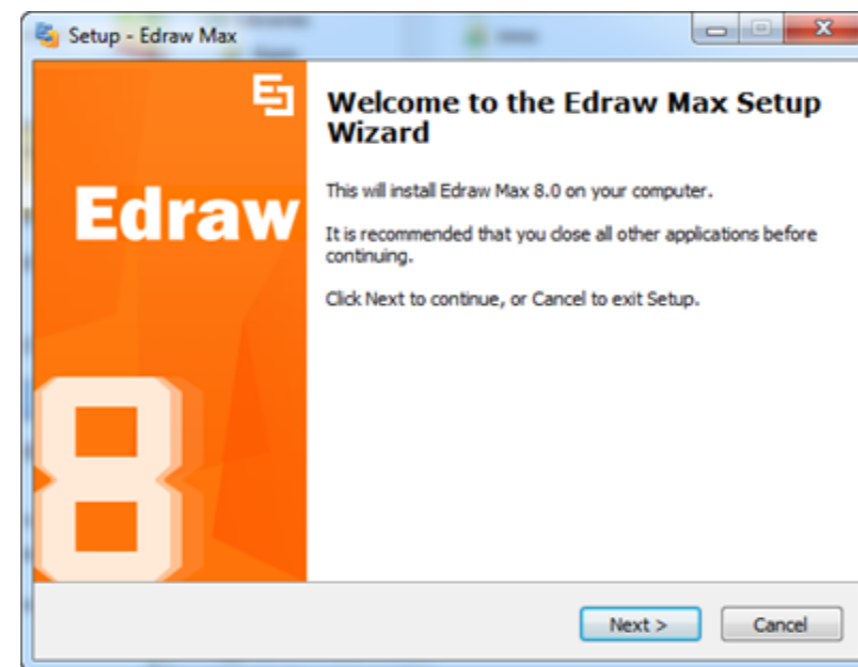 Setup - Edraw Max
Edraw
8
Welcome to the Edraw Max Setup
Wizard
This will install Edraw Max 8.0 on your computer.
It is recommended that you close all other applications before
continuing.
Click Next to continue, or Cancel to exit Setup.
Next >
Cancel